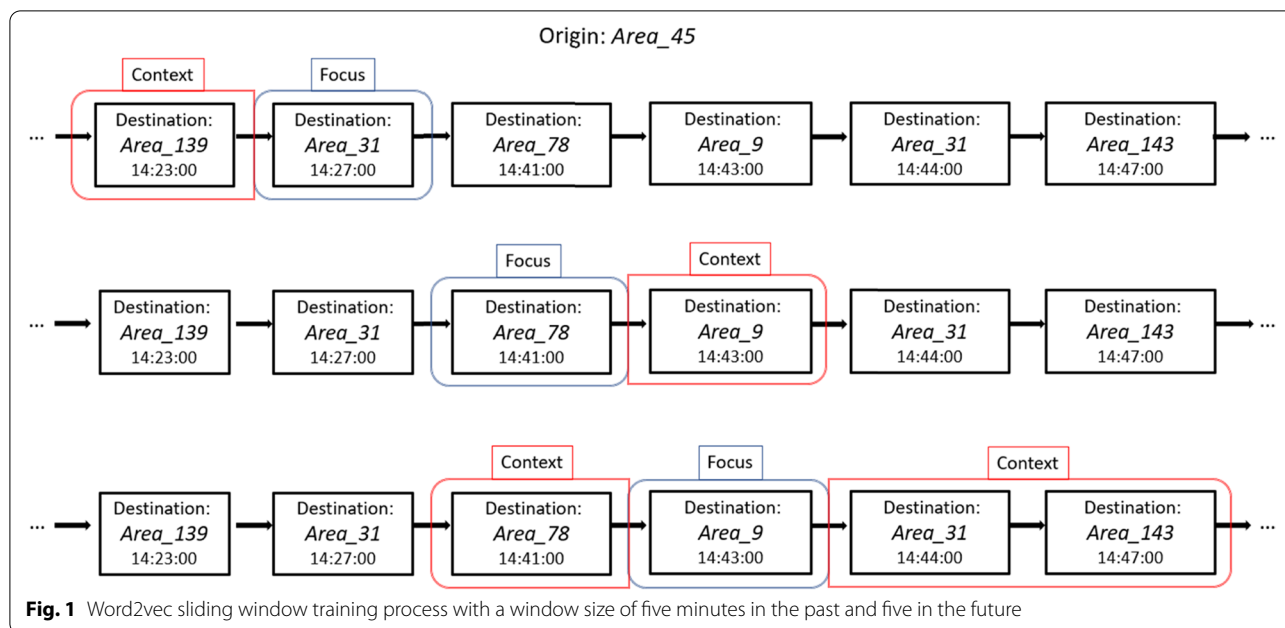 Origin: Area_45
Context
Focus
...
Destination:
Area_139
14:23:00
Destination:
Area_31
14:27:00
Destination:
Area_78
14:41:00
Destination:
Area_9
14:43:00
Destination:
Area_31
14:44:00
Destination:
Area_143
14:47:00
...
Focus
Context
...
Destination:
Area_139
14:23:00
Destination:
Area_31
14:27:00
Destination:
Area_78
14:41:00
Destination:
Area_9
14:43:00
Destination:
Area_31
14:44:00
Destination:
Area_143
14:47:00
...
Context
Focus
Context
...
Destination:
Area_139
14:23:00
Destination:
Area_31
14:27:00
Destination:
Area_78
14:41:00
Destination:
Area_9
14:43:00
Destination:
Area_31
14:44:00
Destination:
Area_143
14:47:00
...
Fig. 1 Word2vec sliding window training process with a window size of five minutes in the past and five in the future